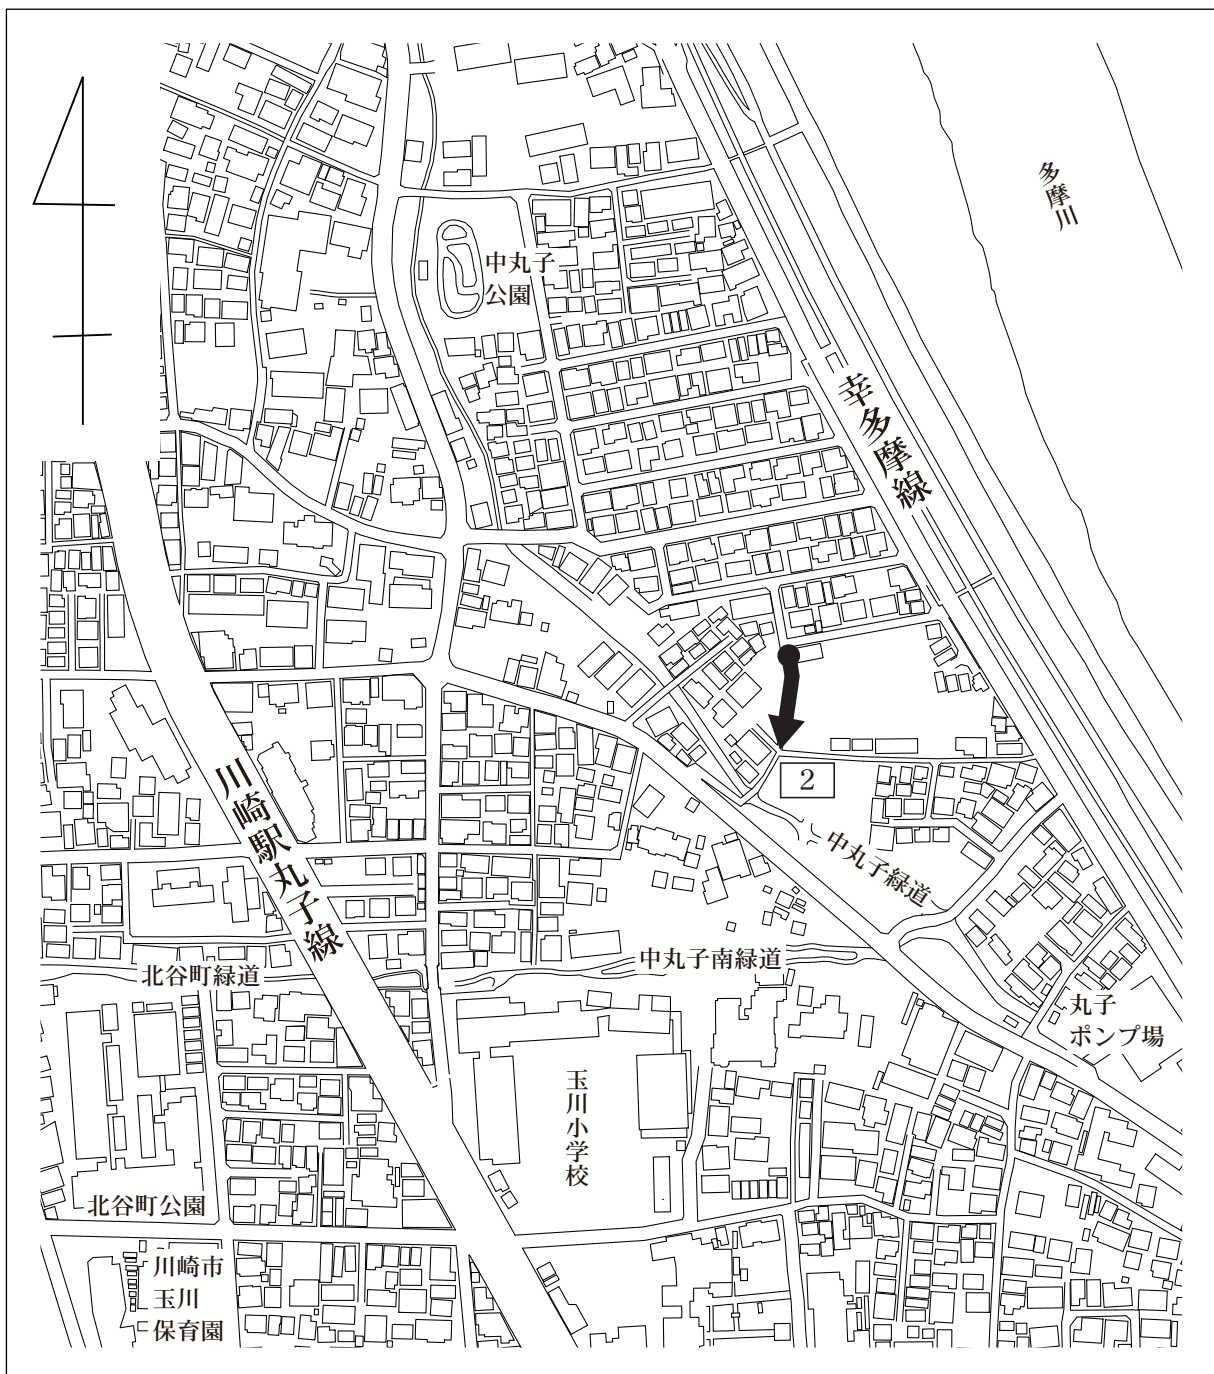 多摩川
中丸子
公園
幸多摩線
2
川崎駅丸子線
中丸子緑道
中丸子南緑道
北谷町緑道
丸子
ポンプ場
玉川小学校
北谷町公園
川崎市
玉川
保育園